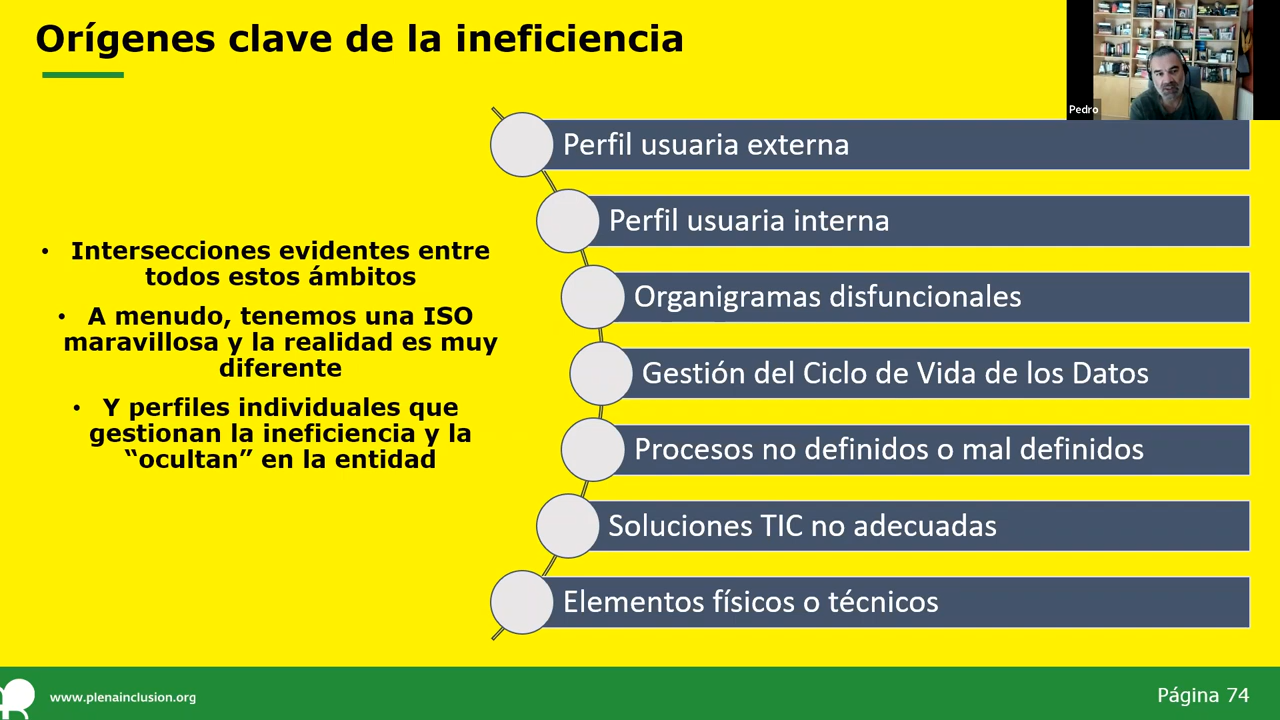 Orígenes clave de la ineficiencia
Pedro
• Intersecciones evidentes entre
todos estos ámbitos
• A menudo, tenemos una ISO
maravillosa y la realidad es muy
diferente
• Y perfiles individuales que
gestionan la ineficiencia y la
“ocultan” en la entidad
Perfil usuaria externa
Perfil usuaria interna
Organigramas disfuncionales
Gestión del Ciclo de Vida de los Datos
Procesos no definidos o mal definidos
Soluciones TIC no adecuadas
Elementos físicos o técnicos
www.plenainclusion.org
Página 74